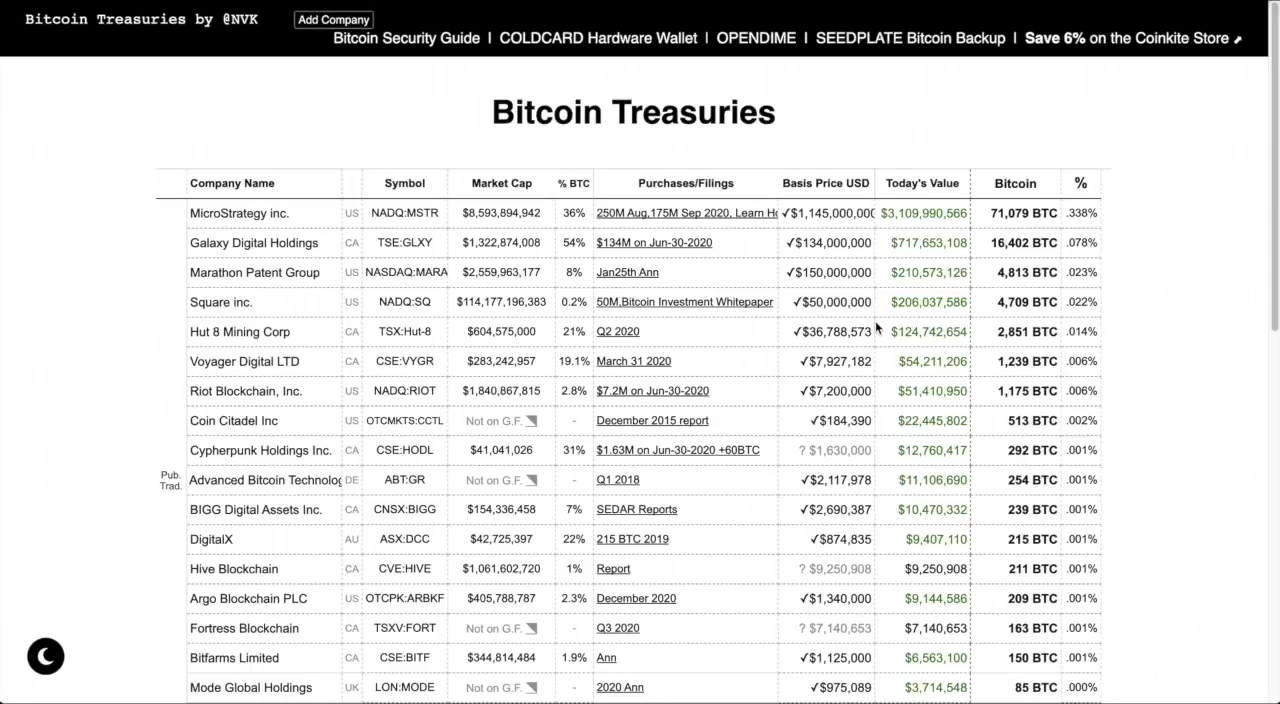 Bitcoin Treasuries by @NVK Add Company
Bitcoin Security Guide | COLDCARD Hardware Wallet | OPENDIME | SEEDPLATE Bitcoin Backup | Save 6% on the Coinkite Store ⬈
Bitcoin Treasuries
Company Name Symbol Market Cap % BTC Purchases/Filings Basis Price USD Today's Value Bitcoin %
MicroStrategy inc. US NADQ:MSTR $8,593,894,942 36% 250M Aug,175M Sep 2020, Learn Ho ✓$1,145,000,000 $3,109,990,566 71,079 BTC .338%
Galaxy Digital Holdings CA TSE:GLXY $1,322,874,008 54% $134M on Jun-30-2020 ✓$134,000,000 $717,653,108 16,402 BTC .078%
Marathon Patent Group US NASDAQ:MARA $2,559,963,177 8% Jan25th Ann ✓$150,000,000 $210,573,126 4,813 BTC .023%
Square inc. US NADQ:SQ $114,177,196,383 0.2% 50M,Bitcoin Investment Whitepaper ✓$50,000,000 $206,037,586 4,709 BTC .022%
Hut 8 Mining Corp CA TSX:Hut-8 $604,575,000 21% Q2 2020 ✓$36,788,573 $124,742,654 2,851 BTC .014%
Voyager Digital LTD CA CSE:VYGR $283,242,957 19.1% March 31 2020 ✓$7,927,182 $54,211,206 1,239 BTC .006%
Riot Blockchain, Inc. US NADQ:RIOT $1,840,867,815 2.8% $7.2M on Jun-30-2020 ✓$7,200,000 $51,410,950 1,175 BTC .006%
Coin Citadel Inc US OTCMKTS:CCTL Not on G.F. - December 2015 report ✓$184,390 $22,445,802 513 BTC .002%
Cypherpunk Holdings Inc. CA CSE:HODL $41,041,026 31% $1.63M on Jun-30-2020 +60BTC ? $1,630,000 $12,760,417 292 BTC .001%
Pub. Trad. Advanced Bitcoin Technolog DE ABT:GR Not on G.F. - Q1 2018 ✓$2,117,978 $11,106,690 254 BTC .001%
BIGG Digital Assets Inc. CA CNSX:BIGG $154,336,458 7% SEDAR Reports ✓$2,690,387 $10,470,332 239 BTC .001%
DigitalX AU ASX:DCC $42,725,397 22% 215 BTC 2019 ✓$874,835 $9,407,110 215 BTC .001%
Hive Blockchain CA CVE:HIVE $1,061,602,720 1% Report ? $9,250,908 $9,250,908 211 BTC .001%
Argo Blockchain PLC US OTCPK:ARBKF $405,788,787 2.3% December 2020 ✓$1,340,000 $9,144,586 209 BTC .001%
Fortress Blockchain CA TSXV:FORT Not on G.F. - Q3 2020 ? $7,140,653 $7,140,653 163 BTC .001%
Bitfarms Limited CA CSE:BITF $344,814,484 1.9% Ann ✓$1,125,000 $6,563,100 150 BTC .001%
Mode Global Holdings UK LON:MODE Not on G.F. - 2020 Ann ✓$975,089 $3,714,548 85 BTC .000%